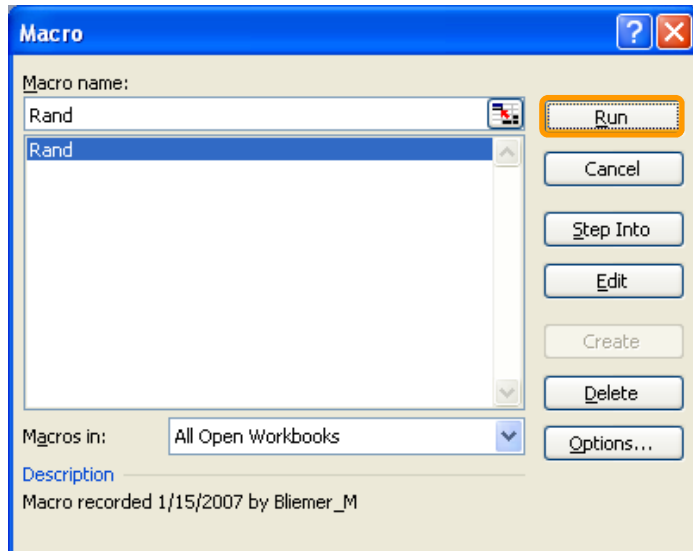 Macro
Macro name:
Rand
Run
Rand
Cancel
Step Into
Edit
Create
Delete
Macros in: All Open Workbooks
Options...
Description
Macro recorded 1/15/2007 by Bliemer_M